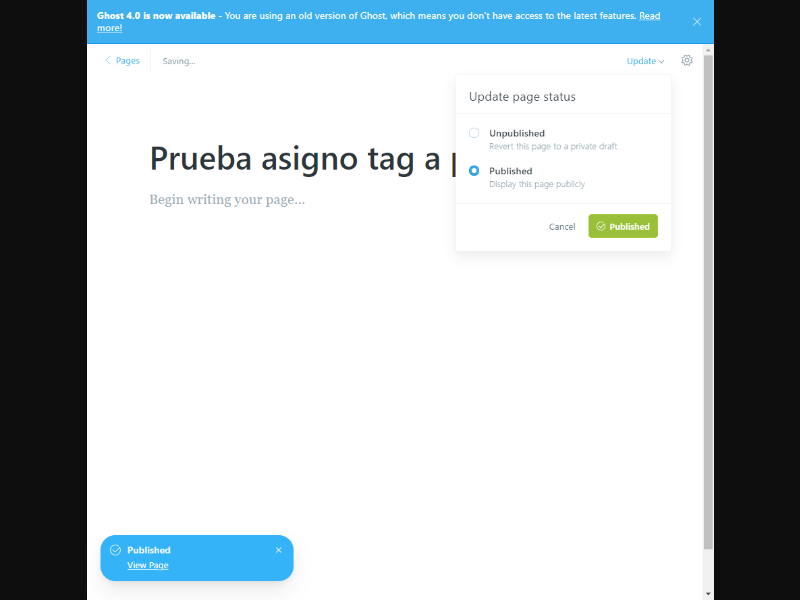 Ghost 4.0 is now available - You are using an old version of Ghost, which means you don't have access to the latest features. Read
more!
Pages
Saving...
Update
Update page status
Prueba asigno tag a
Begin writing your page...
Unpublished
Revert this page to a private draft
Published
Display this page publicly
Cancel
Published
Published
View Page